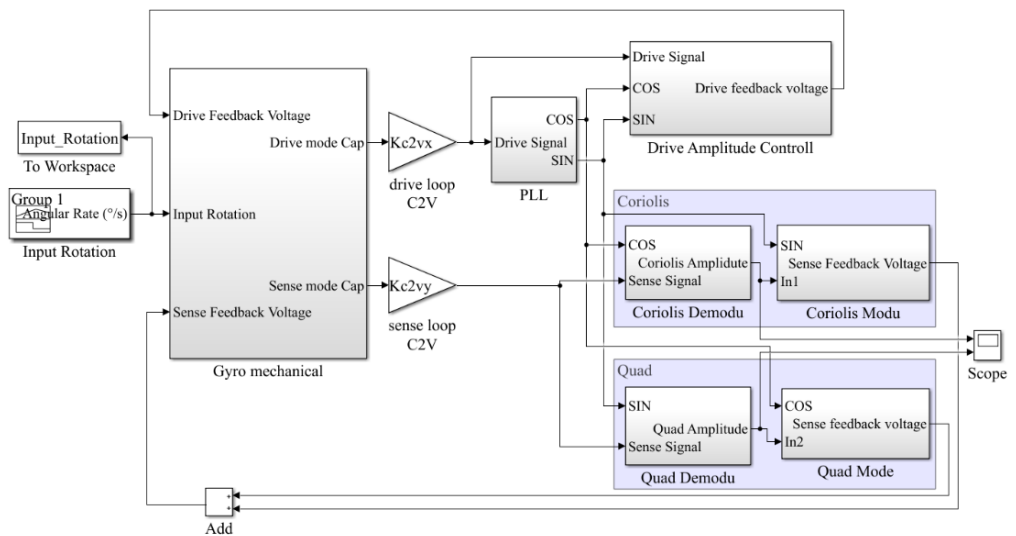 Drive Signal
COS
Drive feedback voltage
SIN
Drive Amplitude Controll
Drive Feedback Voltage
Drive mode Cap
Input Rotation
Sense mode Cap
Sense Feedback Voltage
Gyro mechanical
Input_Rotation
To Workspace
Group 1
Angular Rate (°/s)
Input Rotation
Kc2vx
drive loop
C2V
COS
Drive Signal
SIN
PLL
Kc2vy
sense loop
C2V
Coriolis
COS
Coriolis Amplidute
Sense Signal
Coriolis Demodu
SIN
Sense Feedback Voltage
In1
Coriolis Modu
Scope
Quad
SIN
Quad Amplitude
Sense Signal
Quad Demodu
COS
Sense feedback voltage
In2
Quad Mode
+
+
Add